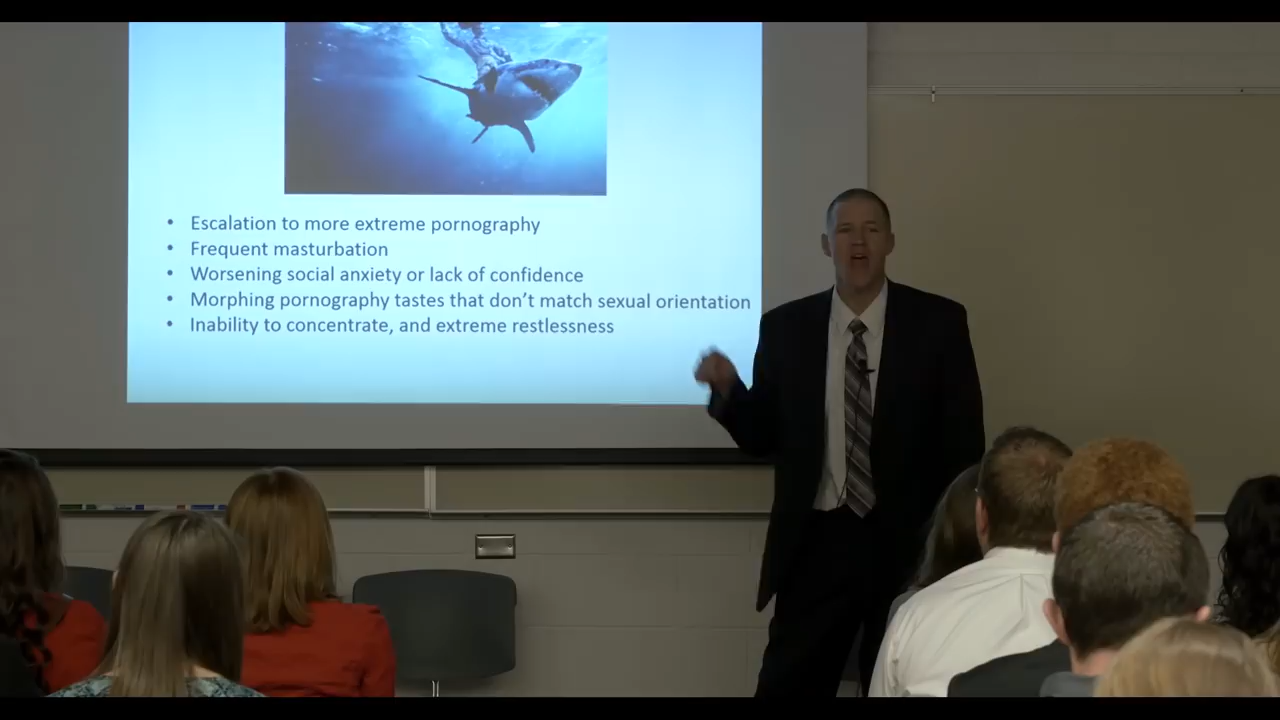 • Escalation to more extreme pornography
• Frequent masturbation
• Worsening social anxiety or lack of confidence
• Morphing pornography tastes that don't match sexual orientation
• Inability to concentrate, and extreme restlessness